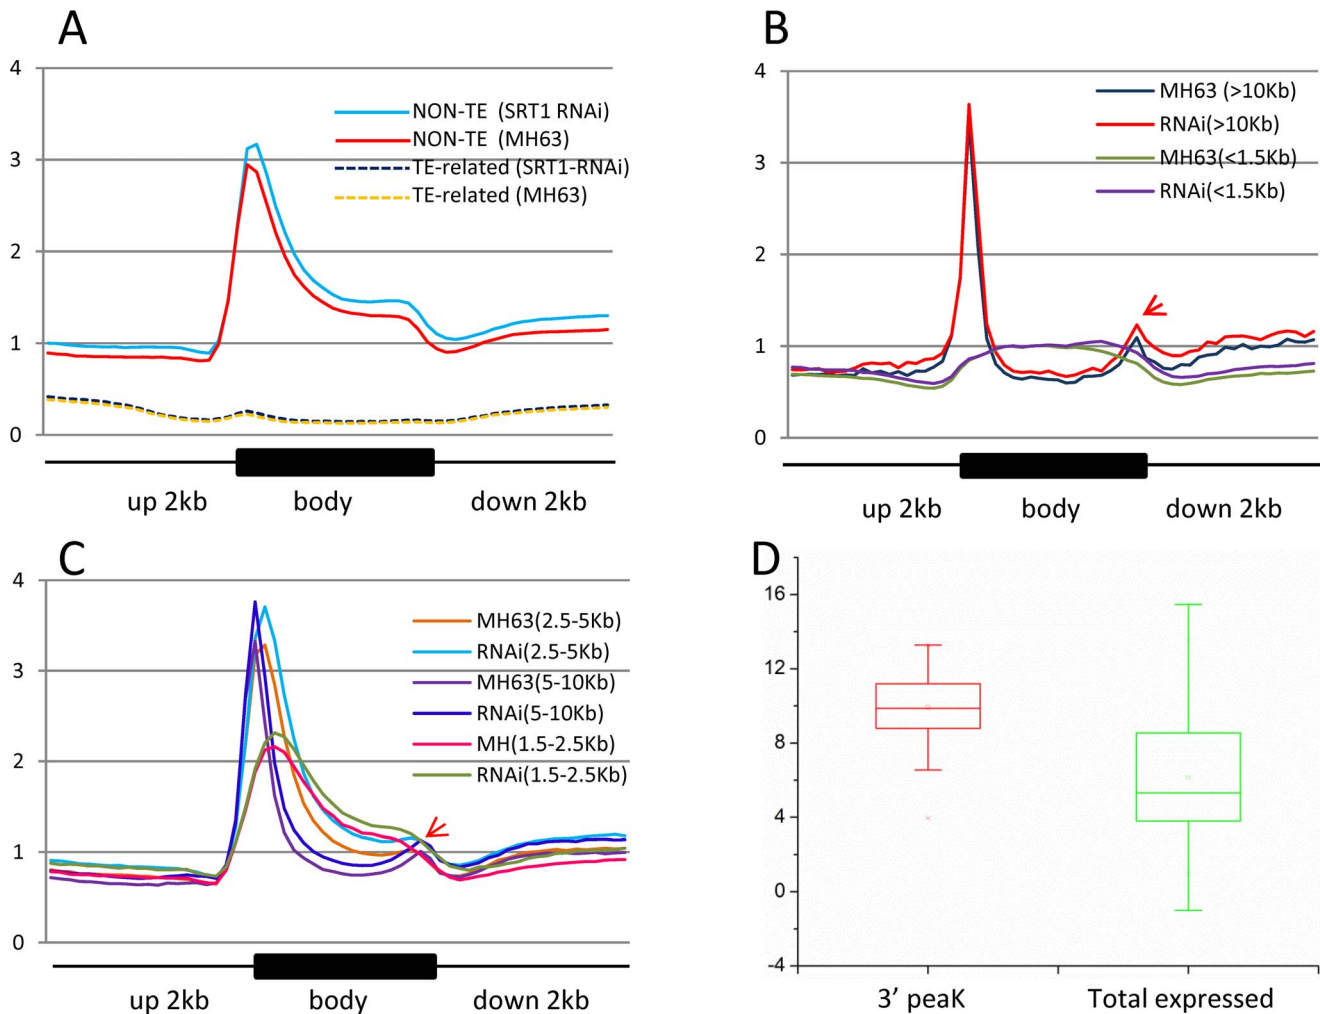 A
4
3
2
1
0
NON-TE (SRT1 RNAi)
NON-TE (MH63)
TE-related (SRT1-RNAi)
TE-related (MH63)
up 2kb body down 2kb
B
4
3
2
1
0
MH63 (>10Kb)
RNAi(>10Kb)
MH63(<1.5Kb)
RNAi(<1.5Kb)
up 2kb body down 2kb
C
4
3
2
1
0
MH63(2.5-5Kb)
RNAi(2.5-5Kb)
MH63(5-10Kb)
RNAi(5-10Kb)
MH(1.5-2.5Kb)
RNAi(1.5-2.5Kb)
up 2kb body down 2kb
D
16
12
8
4
0
-4
3’ peaK Total expressed